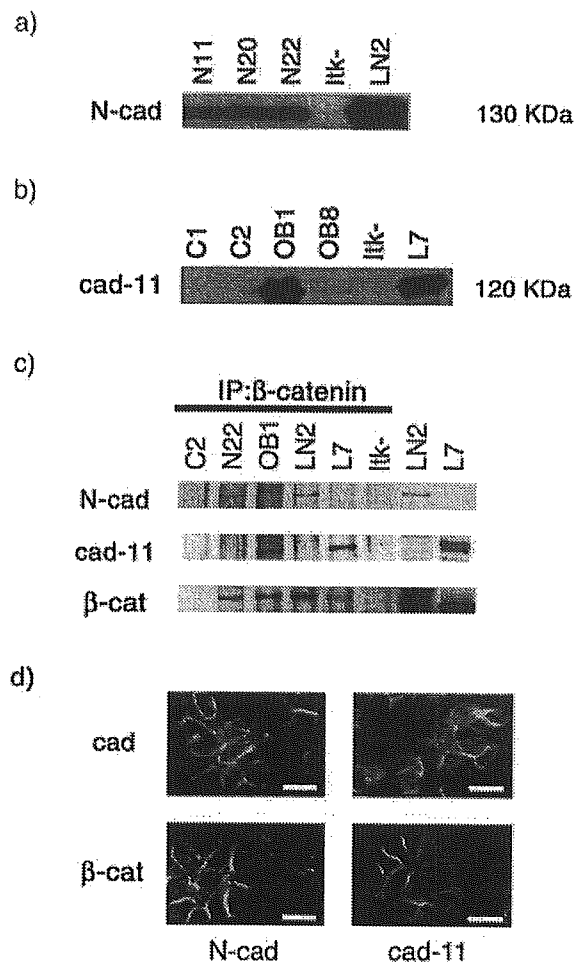 a)
N11 N20 N22 ltk- LN2
N-cad 130 KDa
b)
C1 C2 OB1 OB8 ltk- L7
cad-11 120 KDa
c)
IP:ß-catenin
C2 N22 OB1 LN2 L7 ltk- LN2 L7
N-cad
cad-11
β-cat
d)
cad
β-cat
N-cad cad-11